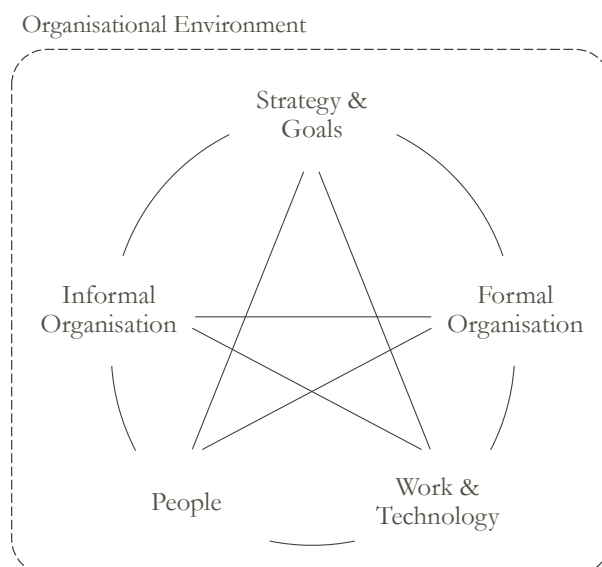 Organisational Environment
Strategy &
Goals
Informal
Organisation
Formal
Organisation
People
Work &
Technology